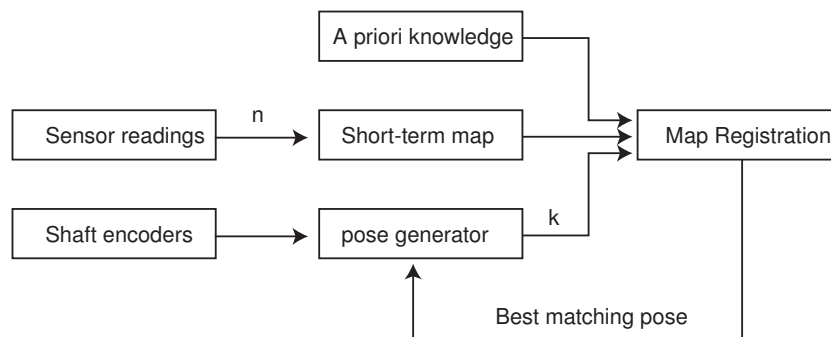 A priori knowledge
n
Sensor readings
Short-term map
Map Registration
k
Shaft encoders
pose generator
Best matching pose